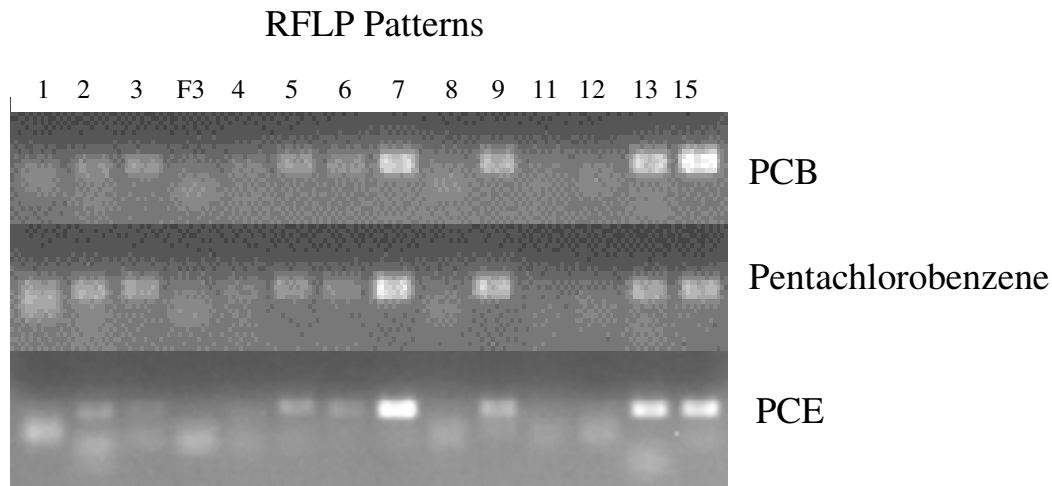 RFLP Patterns
1 2 3 F3 4 5 6 7 8 9 11 12 13 15
PCB
Pentachlorobenzene
PCE